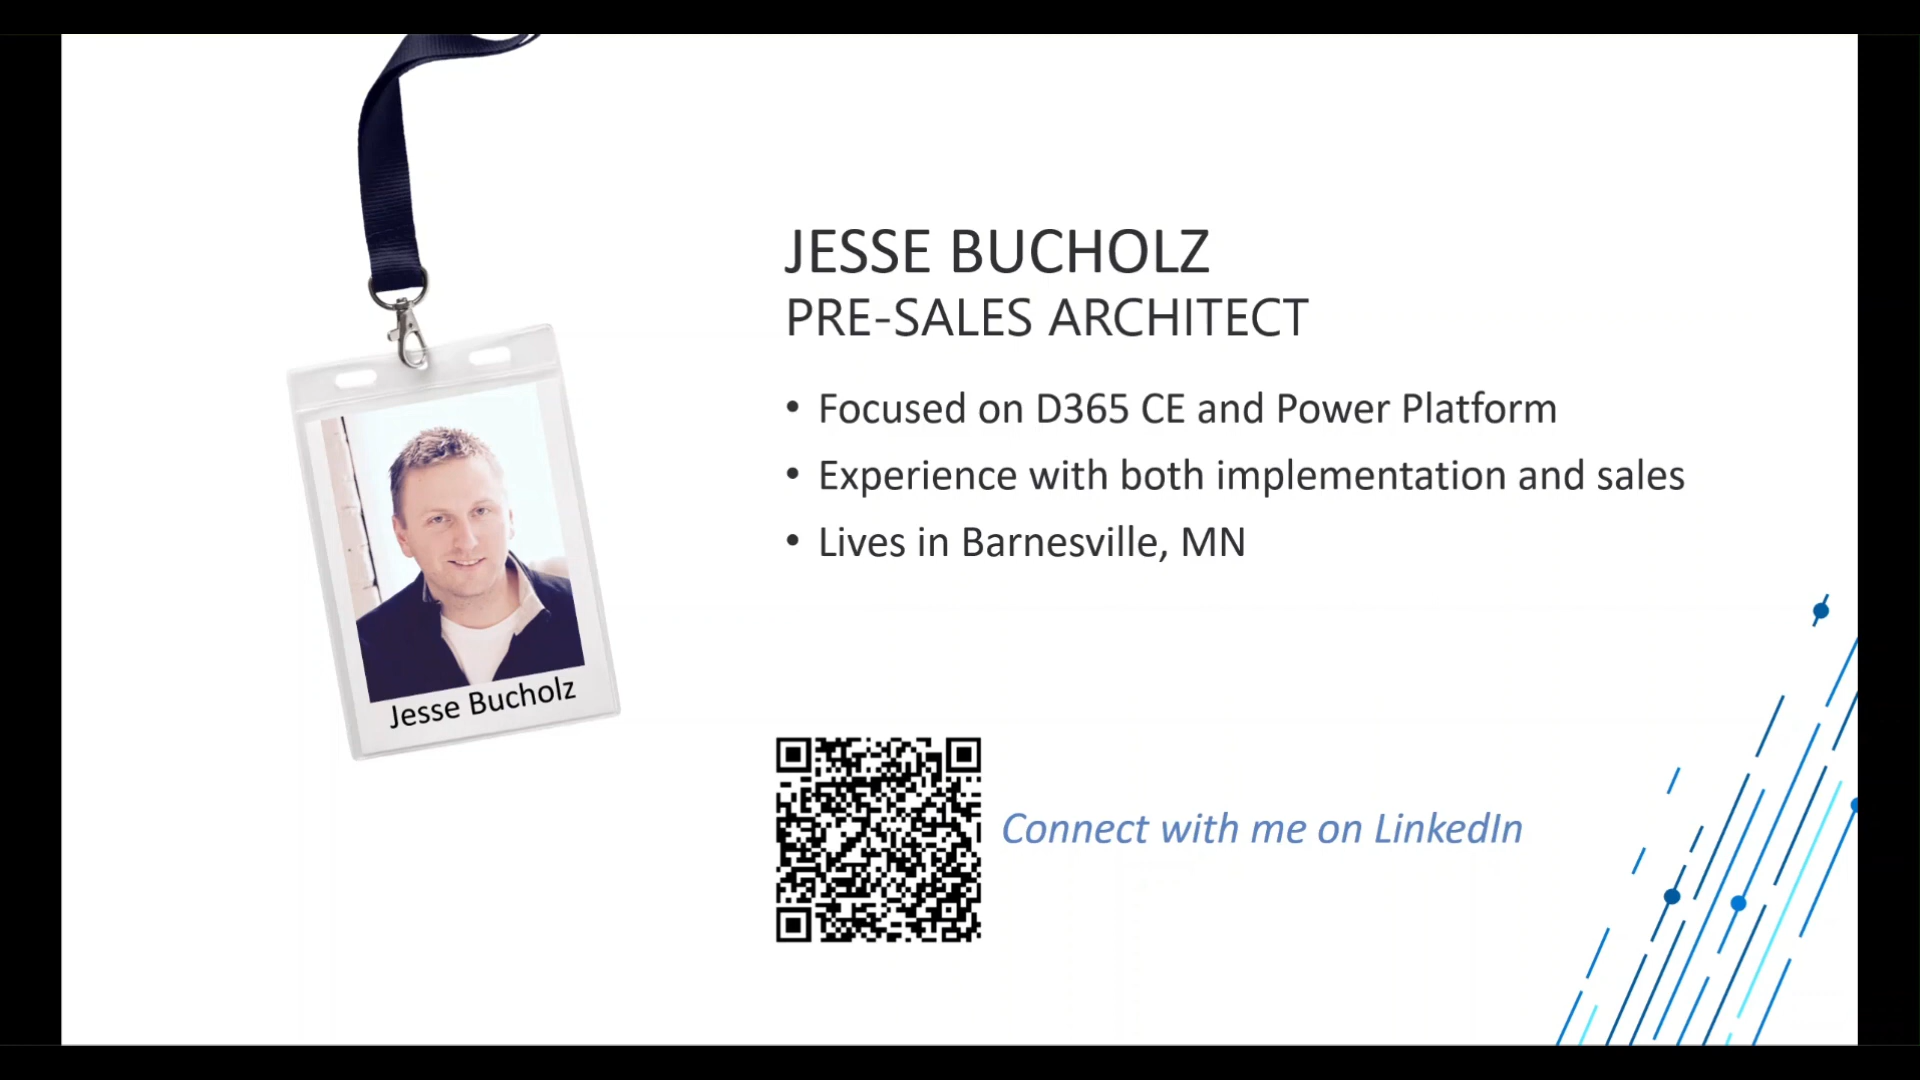 JESSE BUCHOLZ
PRE-SALES ARCHITECT
• Focused on D365 CE and Power Platform
• Experience with both implementation and sales
• Lives in Barnesville, MN
Jesse Bucholz
Connect with me on LinkedIn